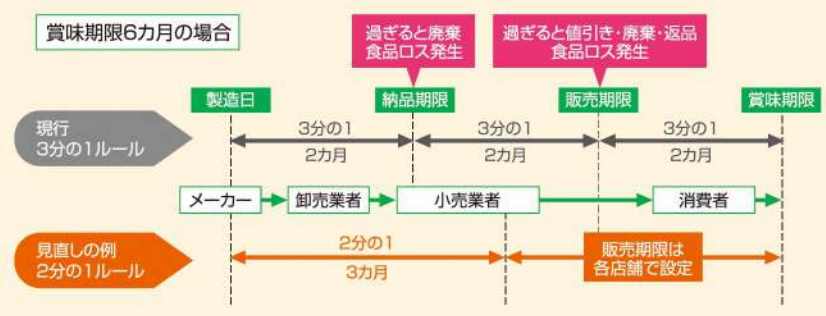 賞味期限6カ月の場合
過ぎると廃棄
食品ロス発生
過ぎると値引き・廃棄・返品
食品ロス発生
製造日
納品期限
販売期限
賞味期限
現行
3分の1ルール
3分の1
2カ月
3分の1
2カ月
3分の1
2カ月
メーカー
卸売業者
小売業者
消費者
見直しの例
2分の1ルール
2分の1
3カ月
販売期限は
各店舗で設定